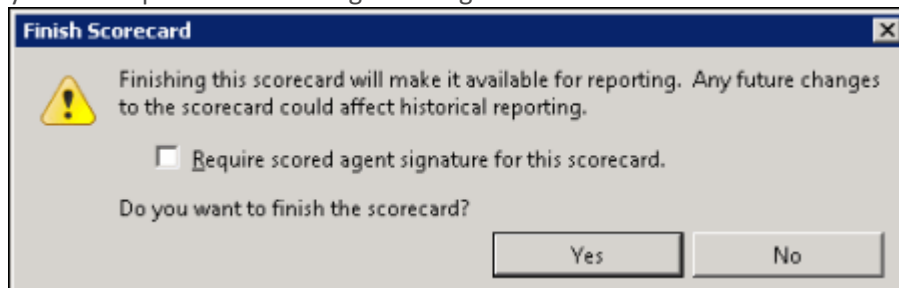 Finish Scorecard
Finishing this scorecard will make it available for reporting. Any future changes
to the scorecard could affect historical reporting.
Require scored agent signature for this scorecard.
Do you want to finish the scorecard?
Yes
No